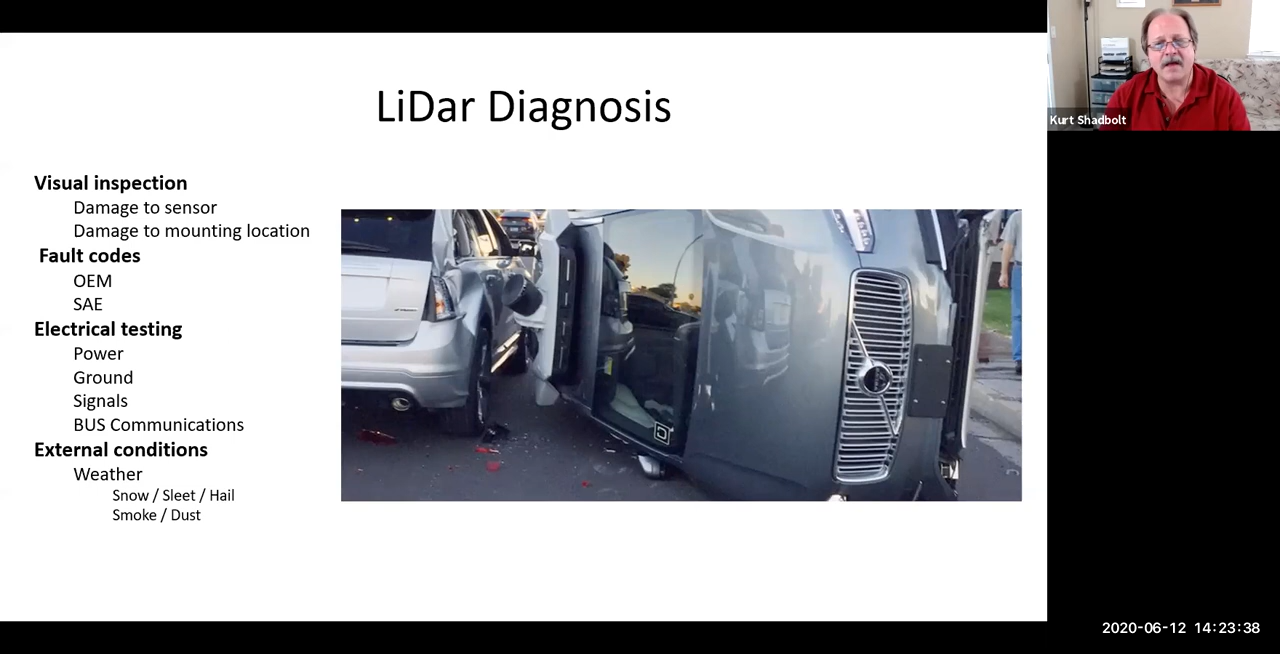 LiDar Diagnosis
Visual inspection
Damage to sensor
Damage to mounting location
Fault codes
OEM
SAE
Electrical testing
Power
Ground
Signals
BUS Communications
External conditions
Weather
Snow / Sleet / Hail
Smoke / Dust
Kurt Shadbolt
2020-06-12 14:23:38